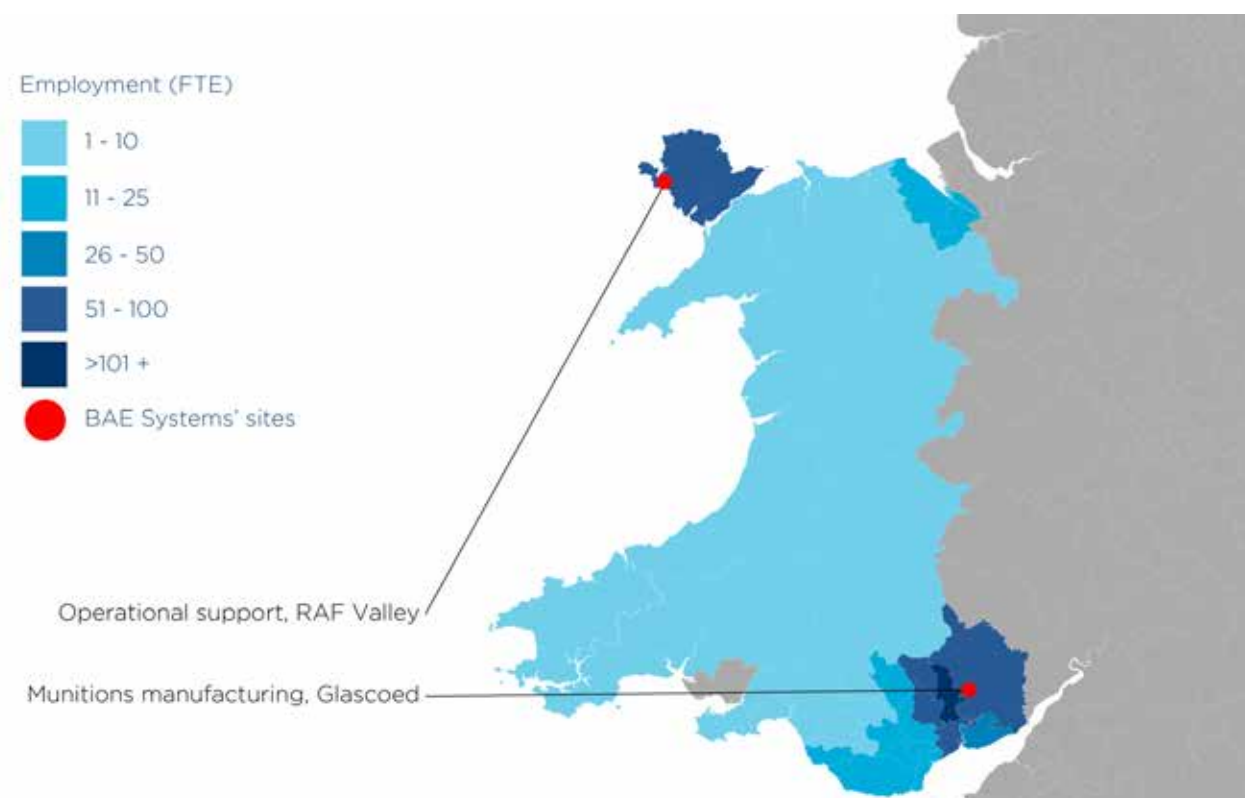 Employment (FTE)
1 - 10
11 - 25
26 - 50
51 - 100
>101 +
BAE Systems' sites
Operational support, RAF Valley
Munitions manufacturing, Glascoed